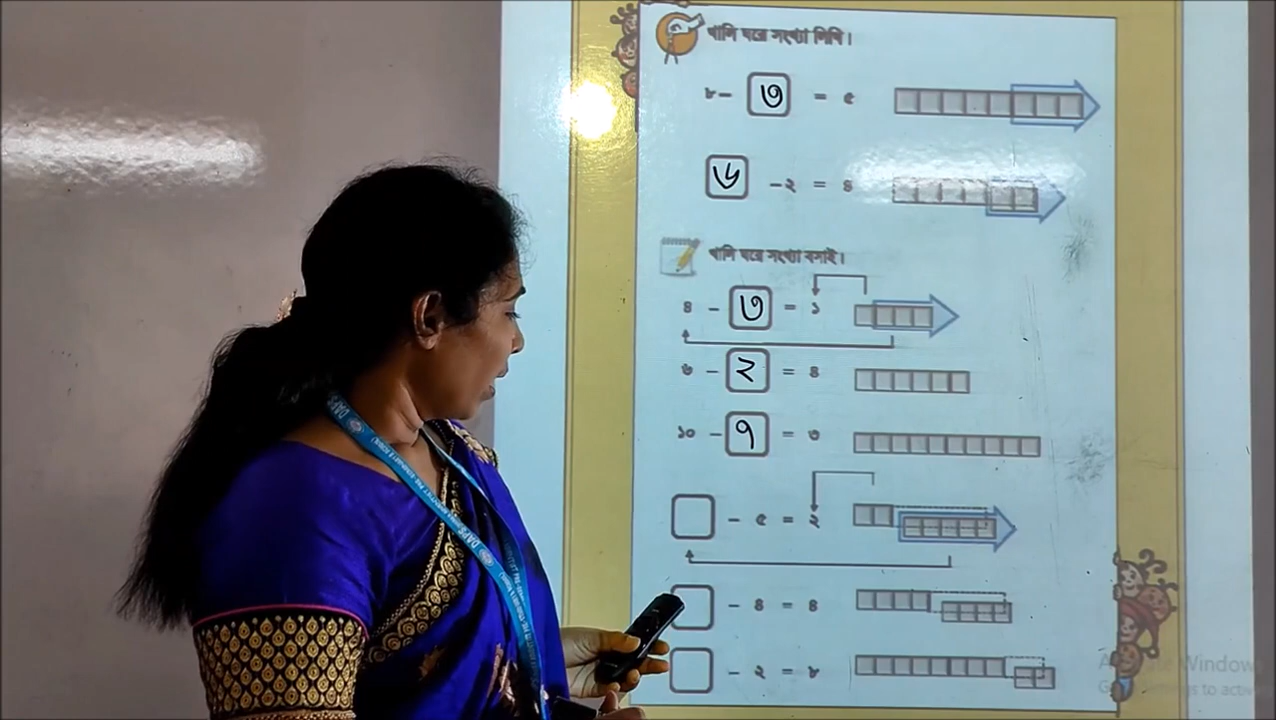 খালি ঘরে সংখ্যা লিখি।
৮ - ৩ = ৫
৬ - ২ = ৪
খালি ঘরে সংখ্যা বসাই।
৪ - ৩ = ১
৬ - ২ = ৪
১০ - ৭ = ৩
- ৫ = ২
- ৪ = ৪
- ২ = ৮
DAPS